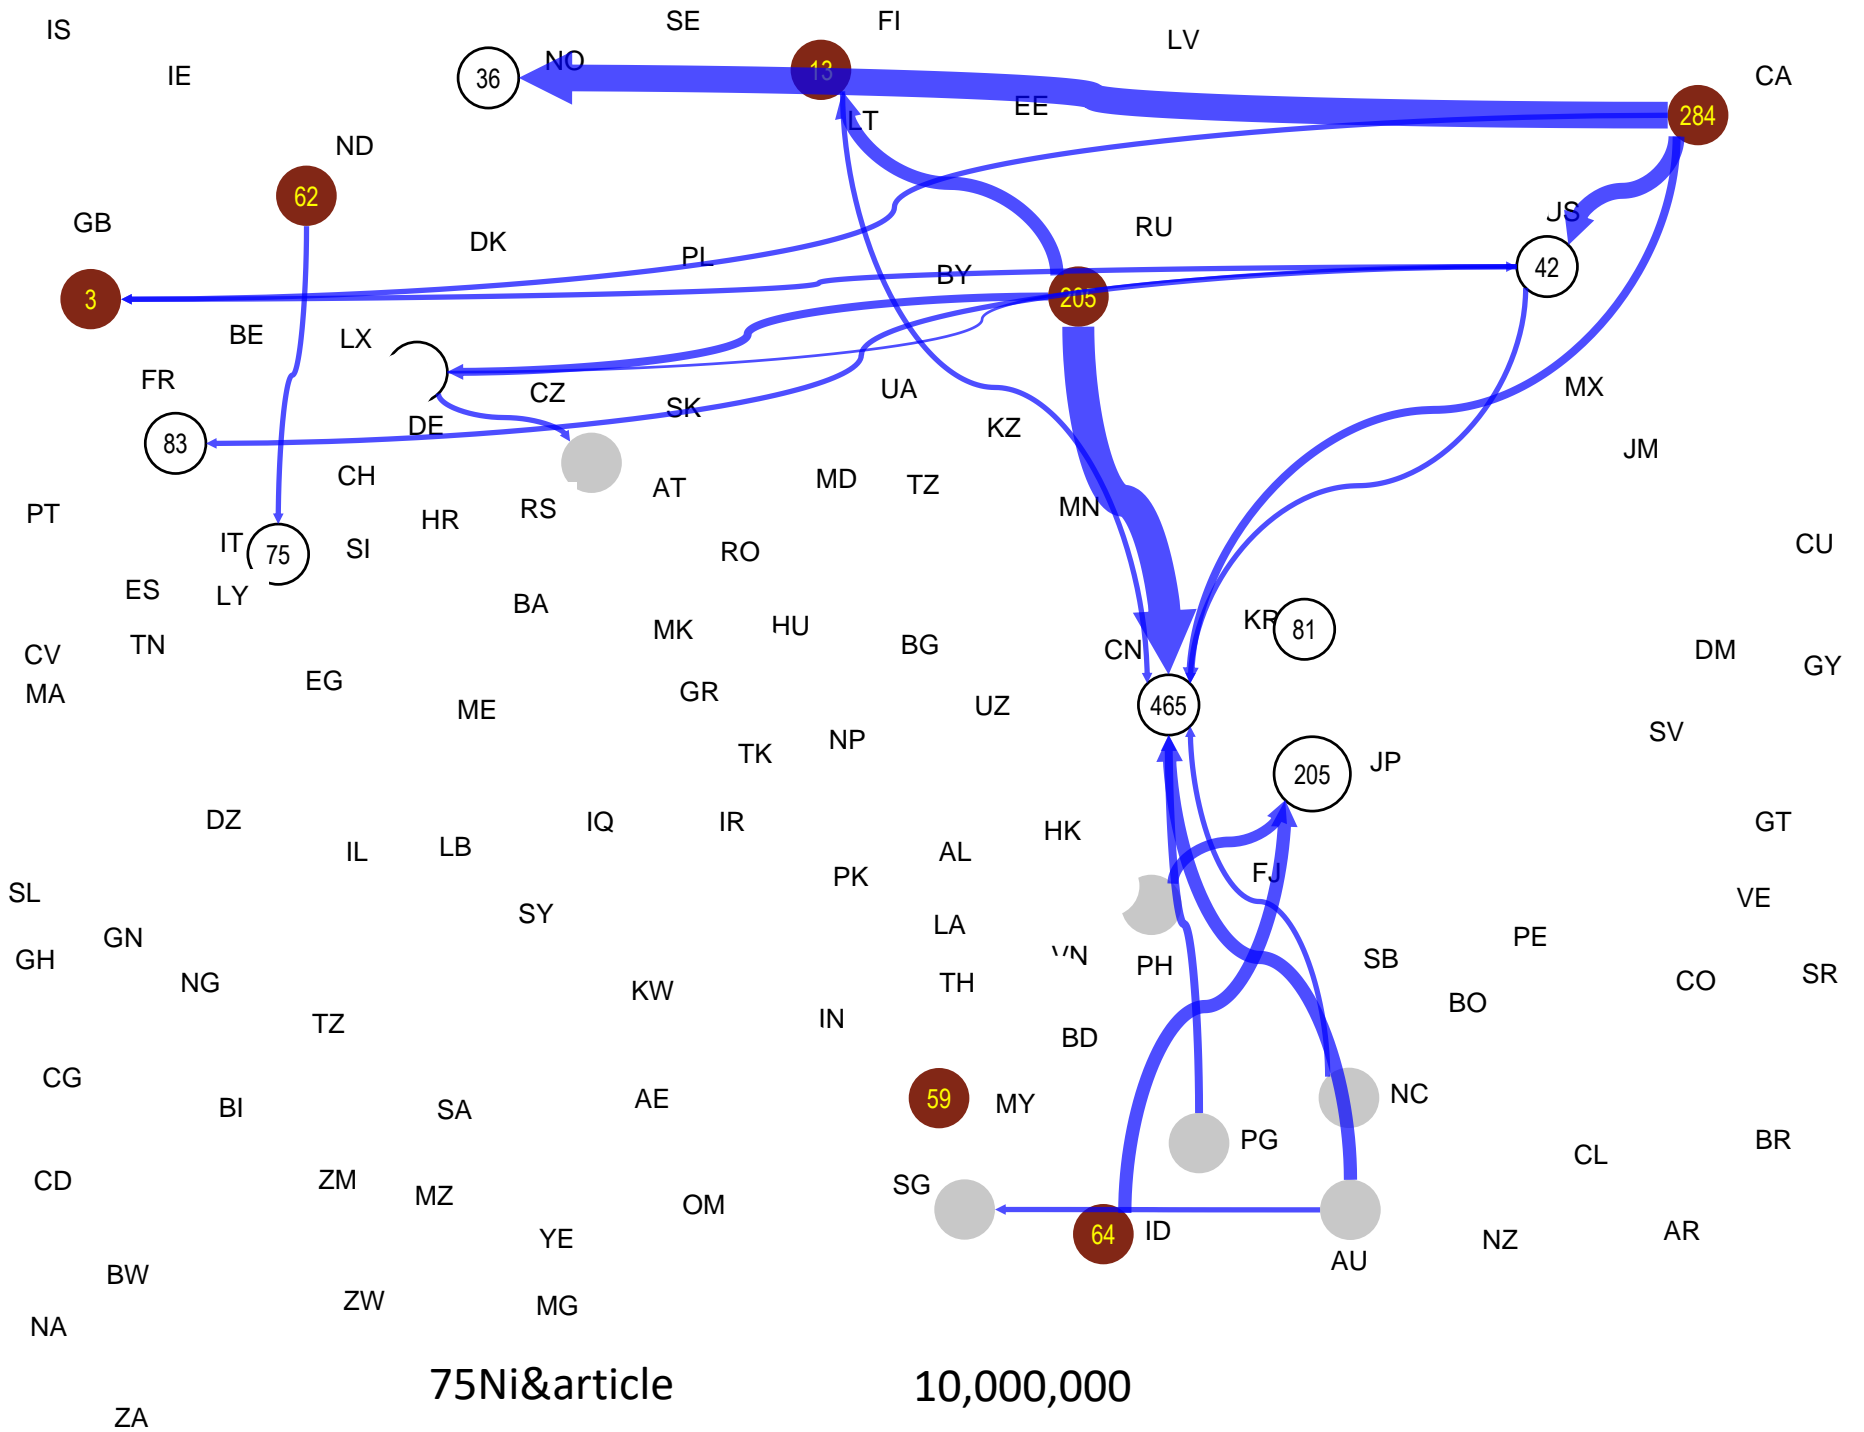 IS
SE
FI
LV
IE
36
NO
13
CA
EE
284
LT
ND
62
GB
DK
PL
RU
JS
BY
42
3
205
BE
LX
FR
CZ
SK
UA
MX
DE
83
KZ
JM
CH
AT
MD
TZ
PT
HR
RS
MN
IT
75
SI
RO
CU
ES
LY
BA
MK
HU
KR
81
CV
TN
BG
CN
DM
GY
MA
EG
ME
GR
UZ
465
SV
TK
NP
205
JP
DZ
IQ
IR
HK
GT
IL
LB
AL
PK
FJ
SL
SY
LA
VE
GN
PE
GH
VN
PH
SB
NG
KW
TH
CO
SR
TZ
IN
BO
BD
CG
BI
SA
AE
59
MY
NC
PG
BR
CD
ZM
MZ
OM
SG
CL
YE
64
ID
NZ
AR
AU
BW
ZW
MG
NA
75Ni&article
10,000,000
ZA